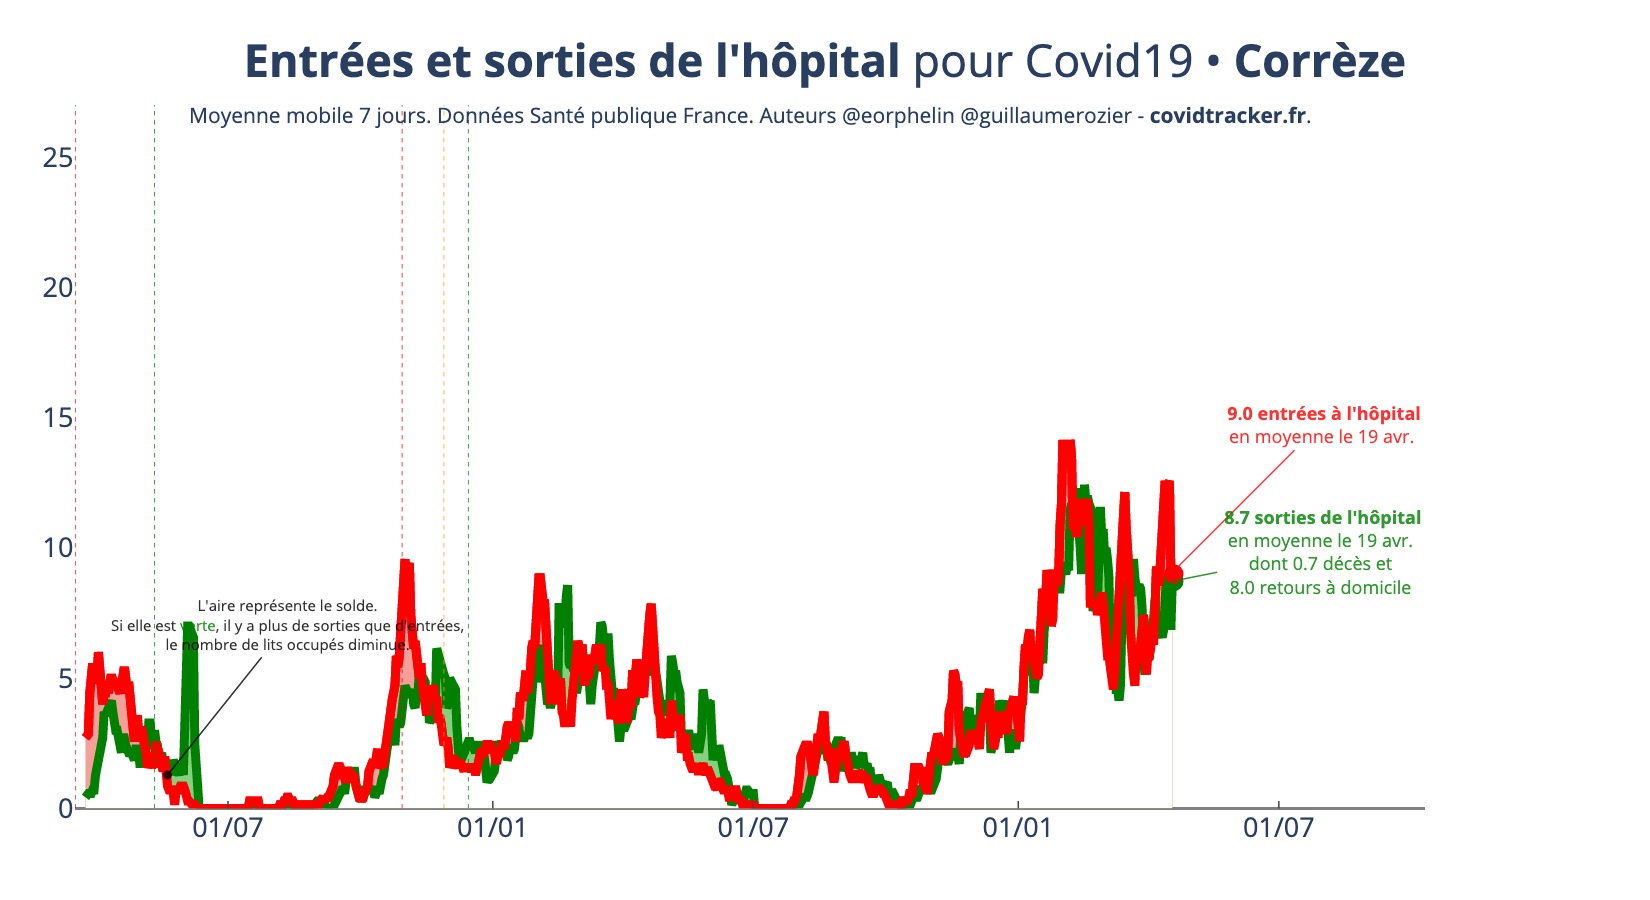 Entrées et sorties de l'hôpital pour Covid19 • Corrèze
Moyenne mobile 7 jours. Données Santé publique France. Auteurs @eorphelin @guillaumerozier - covidtracker.fr.
25
20
15
10
5
0
9.0 entrées à l'hôpital
en moyenne le 19 avr.
8.7 sorties de l'hôpital
en moyenne le 19 avr.
dont 0.7 décès et
8.0 retours à domicile
L'aire représente le solde.
Si elle est verte, il y a plus de sorties que d'entrées,
le nombre de lits occupés diminue.
01/07
01/01
01/07
01/01
01/07